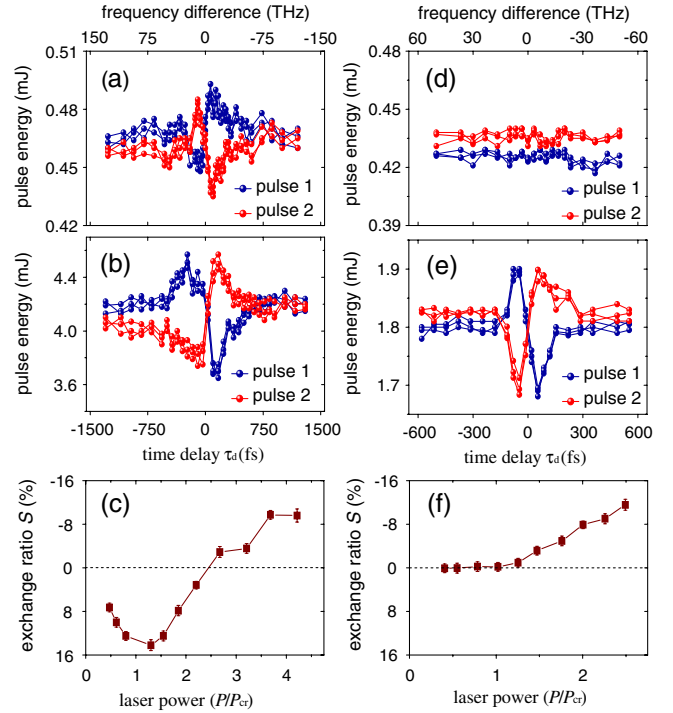 frequency difference (THz)
frequency difference (THz)
150 75 0 -75
60 30 0 -30
0.51
0.48
0.45
0.42
pulse energy (mJ)
(a)
pulse 1
pulse 2
0.48
0.45
0.42
0.39
pulse energy (mJ)
(d)
pulse 1
pulse 2
4.4
4.0
3.6
pulse energy (mJ)
(b)
pulse 1
pulse 2
-1500 -750 0 750 1500
time delay τd(fs)
1.9
1.8
1.7
pulse energy (mJ)
(e)
pulse 1
pulse 2
-600 -300 0 300 600
time delay τd(fs)
-16
-8
0
8
16
exchange ratio S (%)
(c)
0 1 2 3 4
laser power (P/Pcr)
-16
-8
0
8
16
exchange ratio S (%)
(f)
0 1 2
laser power (P/Pcr)